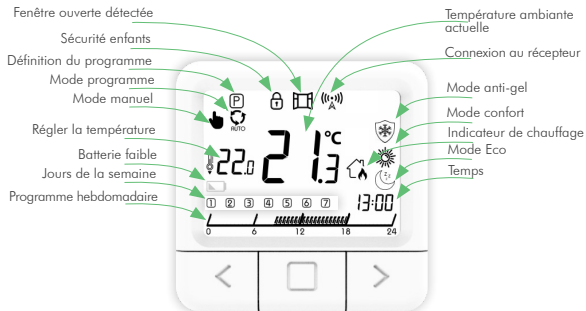 Fenêtre ouverte détectée
Sécurité enfants
Définition du programme
Mode programme
Mode manuel
Régler la température
Batterie faible
Jours de la semaine
Programme hebdomadaire
Température ambiante
actuelle
Connexion au récepteur
Mode anti-gel
Mode confort
Indicateur de chauffage
Mode Eco
Temps
P
A
AUTO
22.0
21.3
°C
1 2 3 4 5 6 7
13:00
0 6 12 18 24